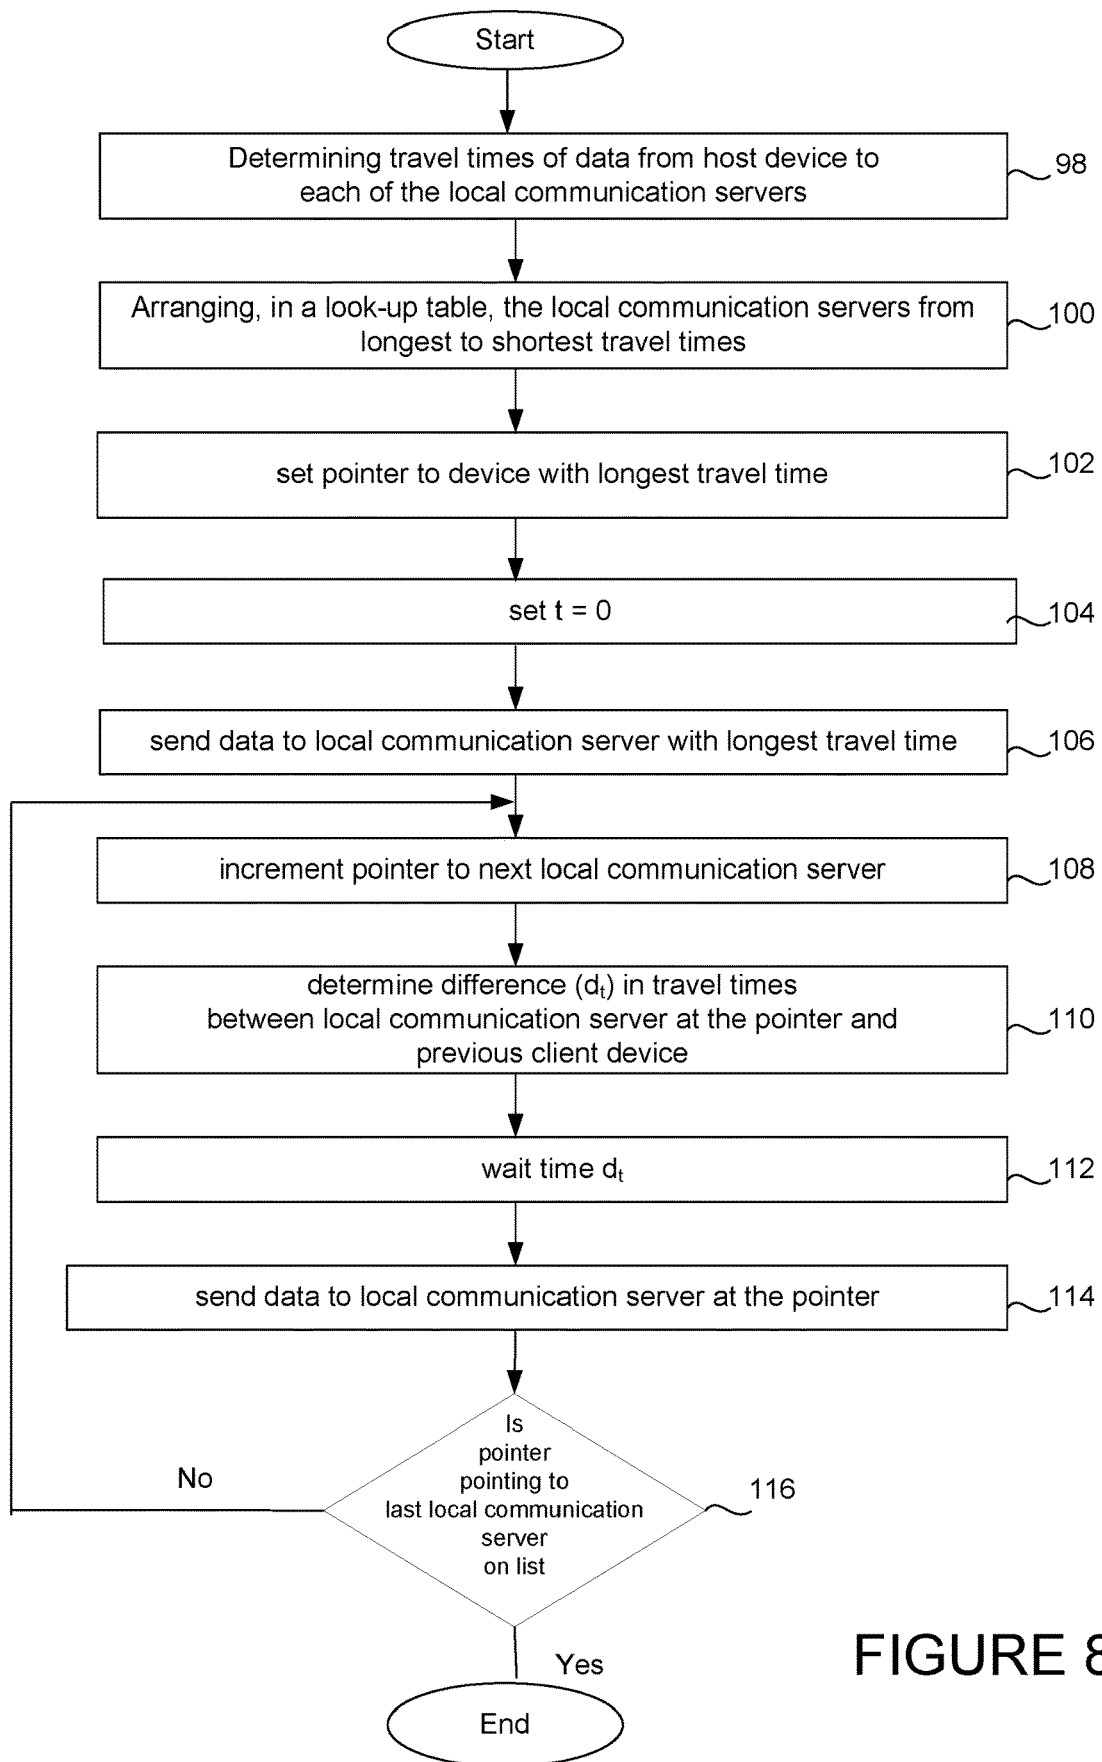 Start
Determining travel times of data from host device to
each of the local communication servers
98
Arranging, in a look-up table, the local communication servers from
longest to shortest travel times
100
set pointer to device with longest travel time
102
set t = 0
104
send data to local communication server with longest travel time
106
increment pointer to next local communication server
108
determine difference (dt) in travel times
between local communication server at the pointer and
previous client device
110
wait time dt
112
send data to local communication server at the pointer
114
Is
pointer
pointing to
last local communication
server
on list
116
No
Yes
End
FIGURE 8